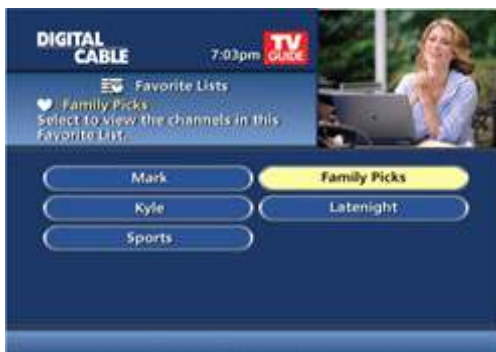 DIGITAL
CABLE
7:03pm
TV
GUIDE
Favorite Lists
Family Picks
Select to view the channels in this
Favorite List.
Mark
Family Picks
Kyle
Latenight
Sports